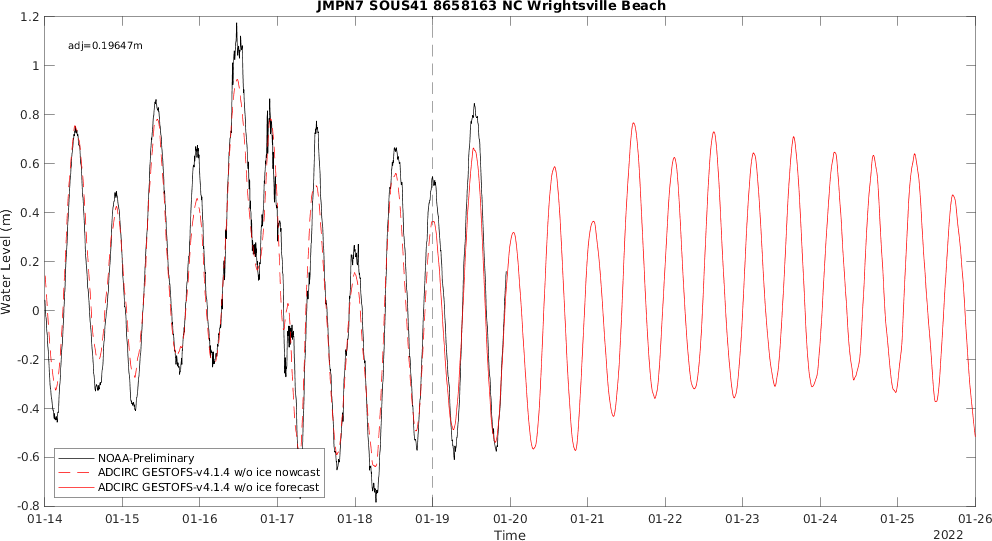 JMPN7 SOUS41 8658163 NC Wrightsville Beach
adj=0.19647m
1.2
1
0.8
0.6
0.4
0.2
0
-0.2
-0.4
-0.6
-0.8
Water Level (m)
NOAA-Preliminary
ADCIRC GESTOFS-v4.1.4 w/o ice nowcast
ADCIRC GESTOFS-v4.1.4 w/o ice forecast
01-14 01-15 01-16 01-17 01-18 01-19 01-20 01-21 01-22 01-23 01-24 01-25 01-26
Time
2022